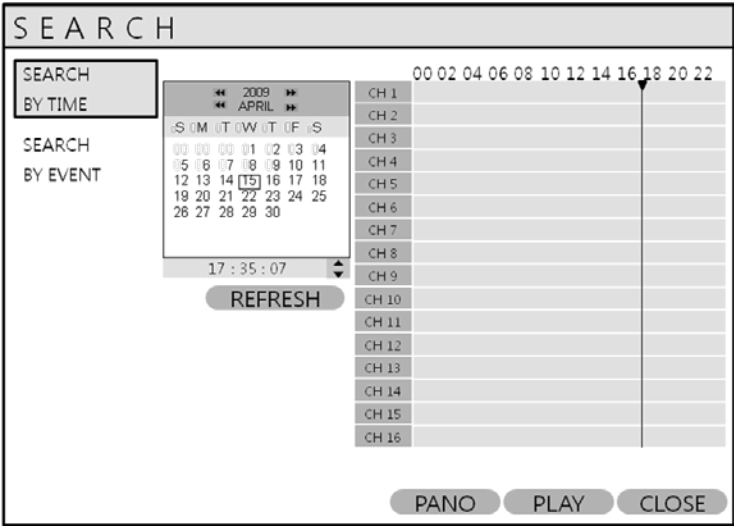 SEARCH
SEARCH
BY TIME
SEARCH
BY EVENT
2009
APRIL
S M T W T F S
00 00 00 01 02 03 04
05 06 07 08 09 10 11
12 13 14 15 16 17 18
19 20 21 22 23 24 25
26 27 28 29 30
17 : 35 : 07
REFRESH
00 02 04 06 08 10 12 14 16 18 20 22
CH 1
CH 2
CH 3
CH 4
CH 5
CH 6
CH 7
CH 8
CH 9
CH 10
CH 11
CH 12
CH 13
CH 14
CH 15
CH 16
PANO
PLAY
CLOSE